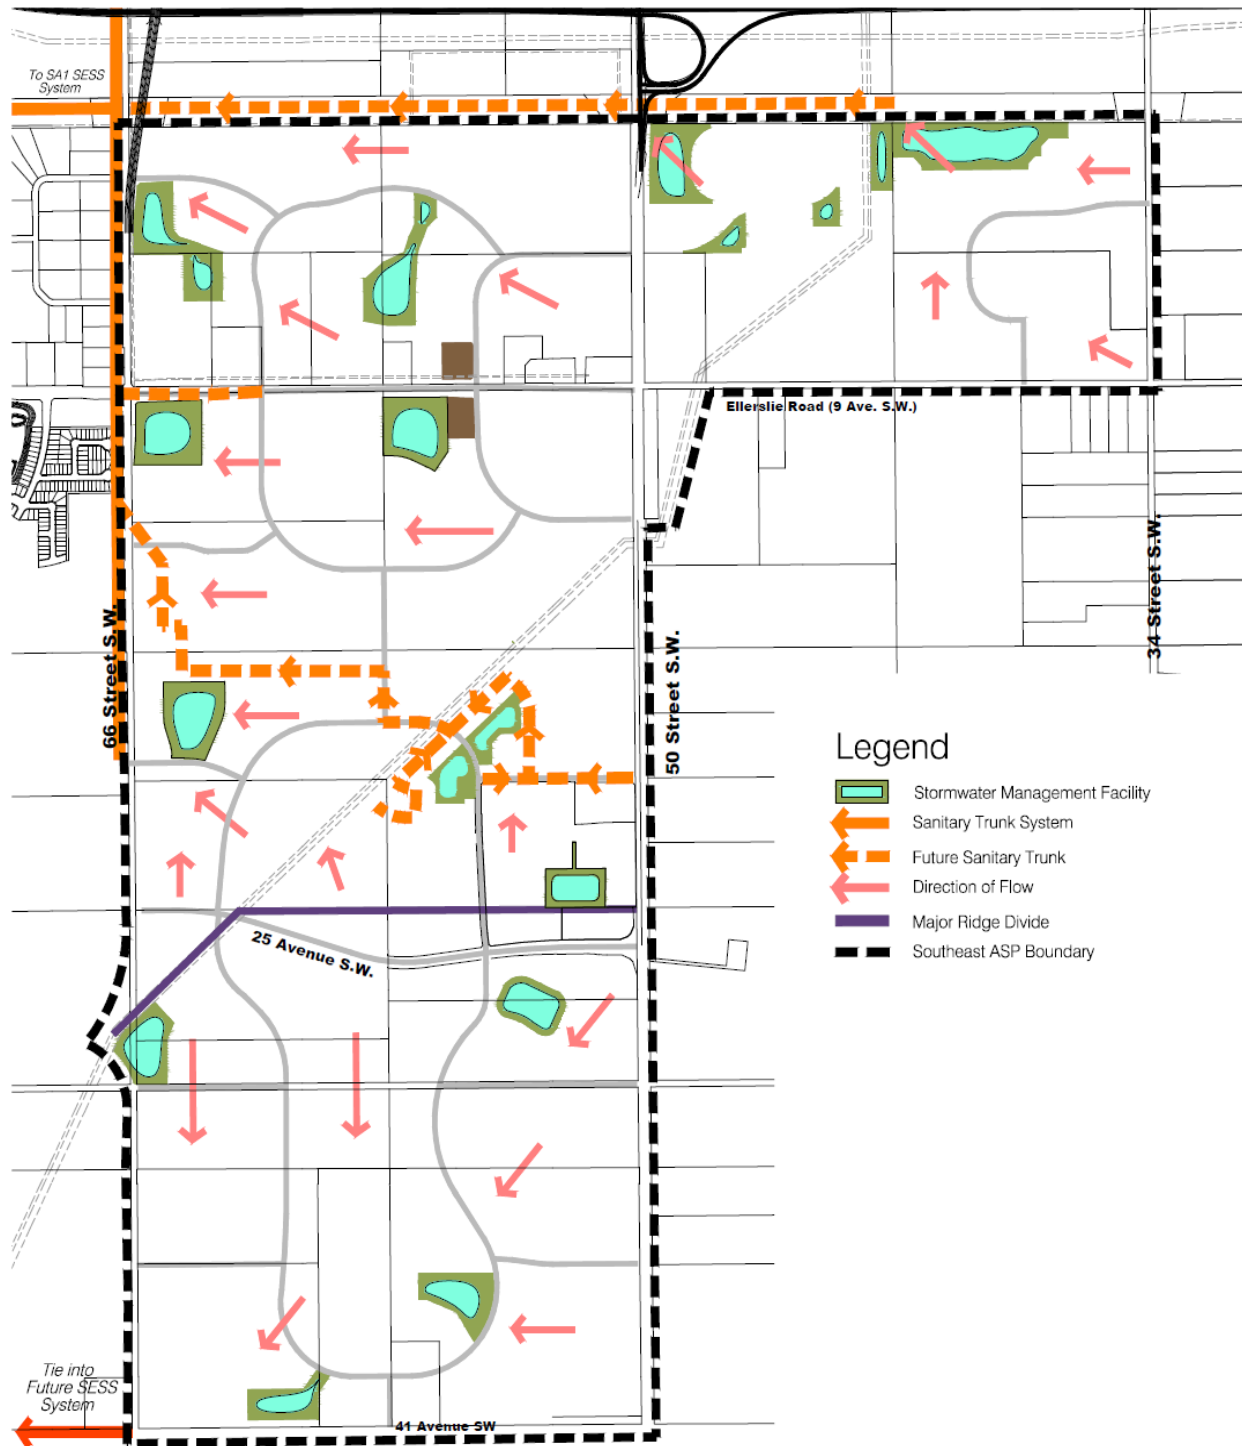 To SA1 SESS
System
Ellerslie Road (9 Ave. S.W.)
34 Street S.W.
66 Street S.W.
50 Street S.W.
Legend
Stormwater Management Facility
Sanitary Trunk System
Future Sanitary Trunk
Direction of Flow
Major Ridge Divide
Southeast ASP Boundary
25 Avenue S.W.
Tie into
Future SESS
System
41 Avenue SW